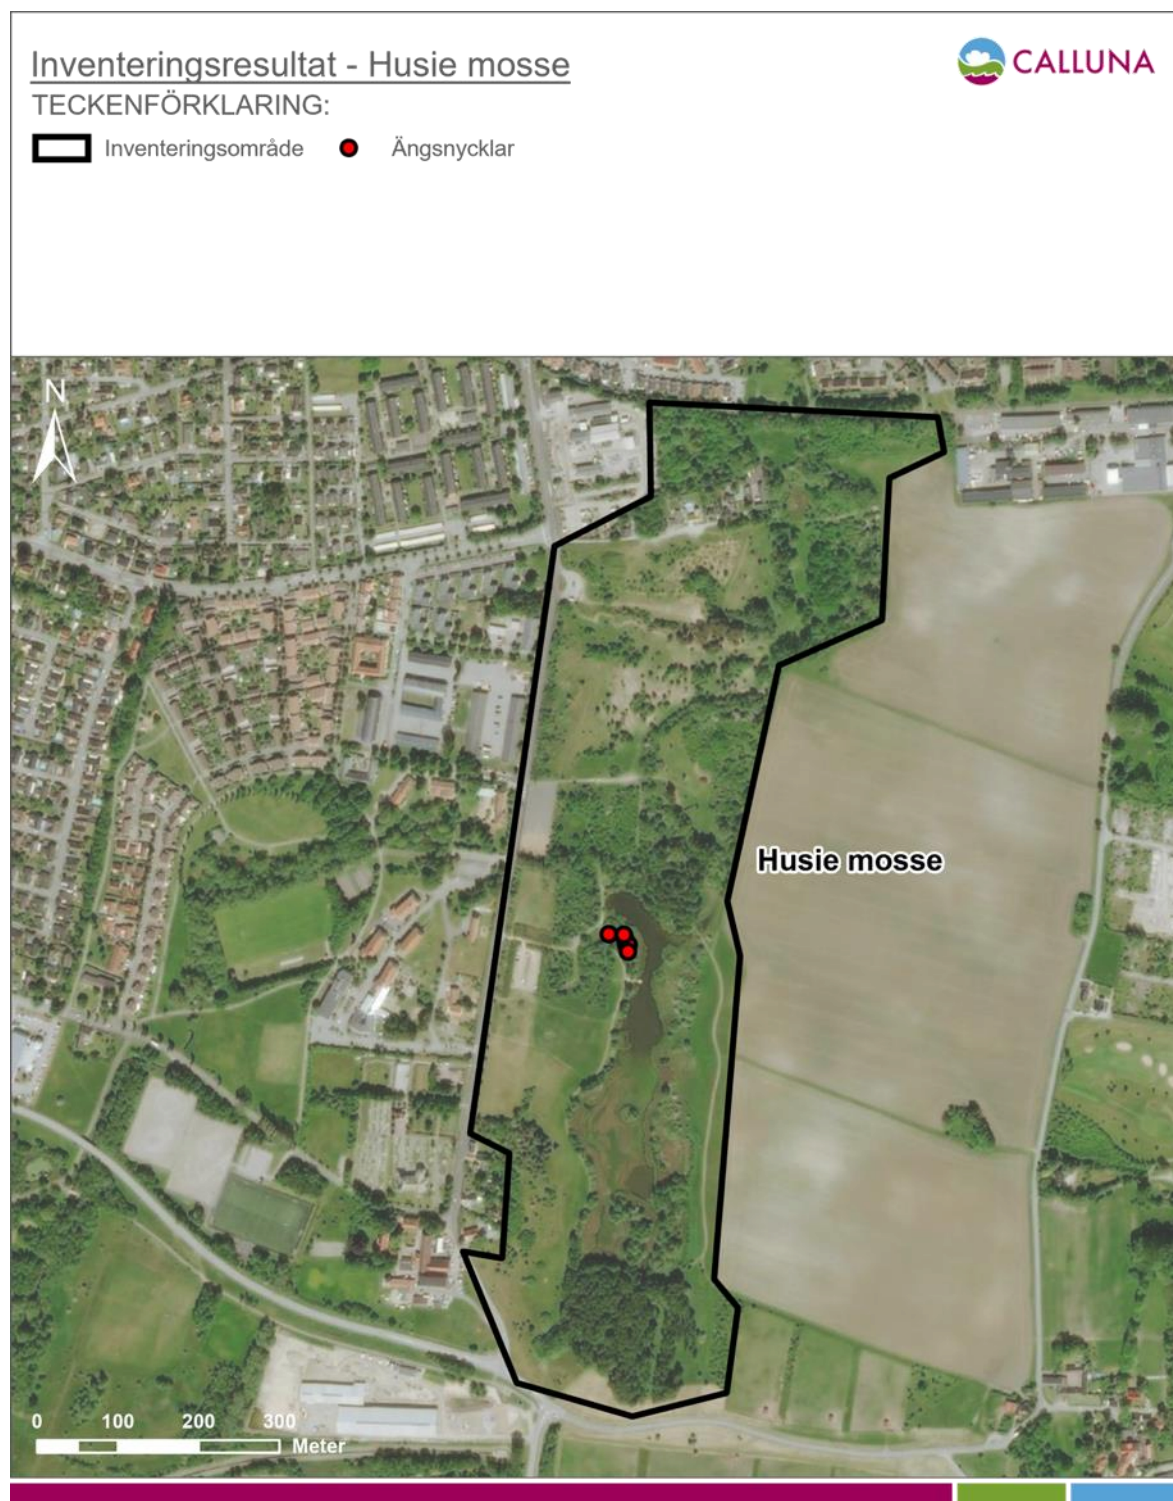 Inventeringsresultat - Husie mosse
CALLUNA
TECKENFÖRKLARING:
Inventeringsområde
Ängsnycklar
N
Husie mosse
0 100 200 300
Meter